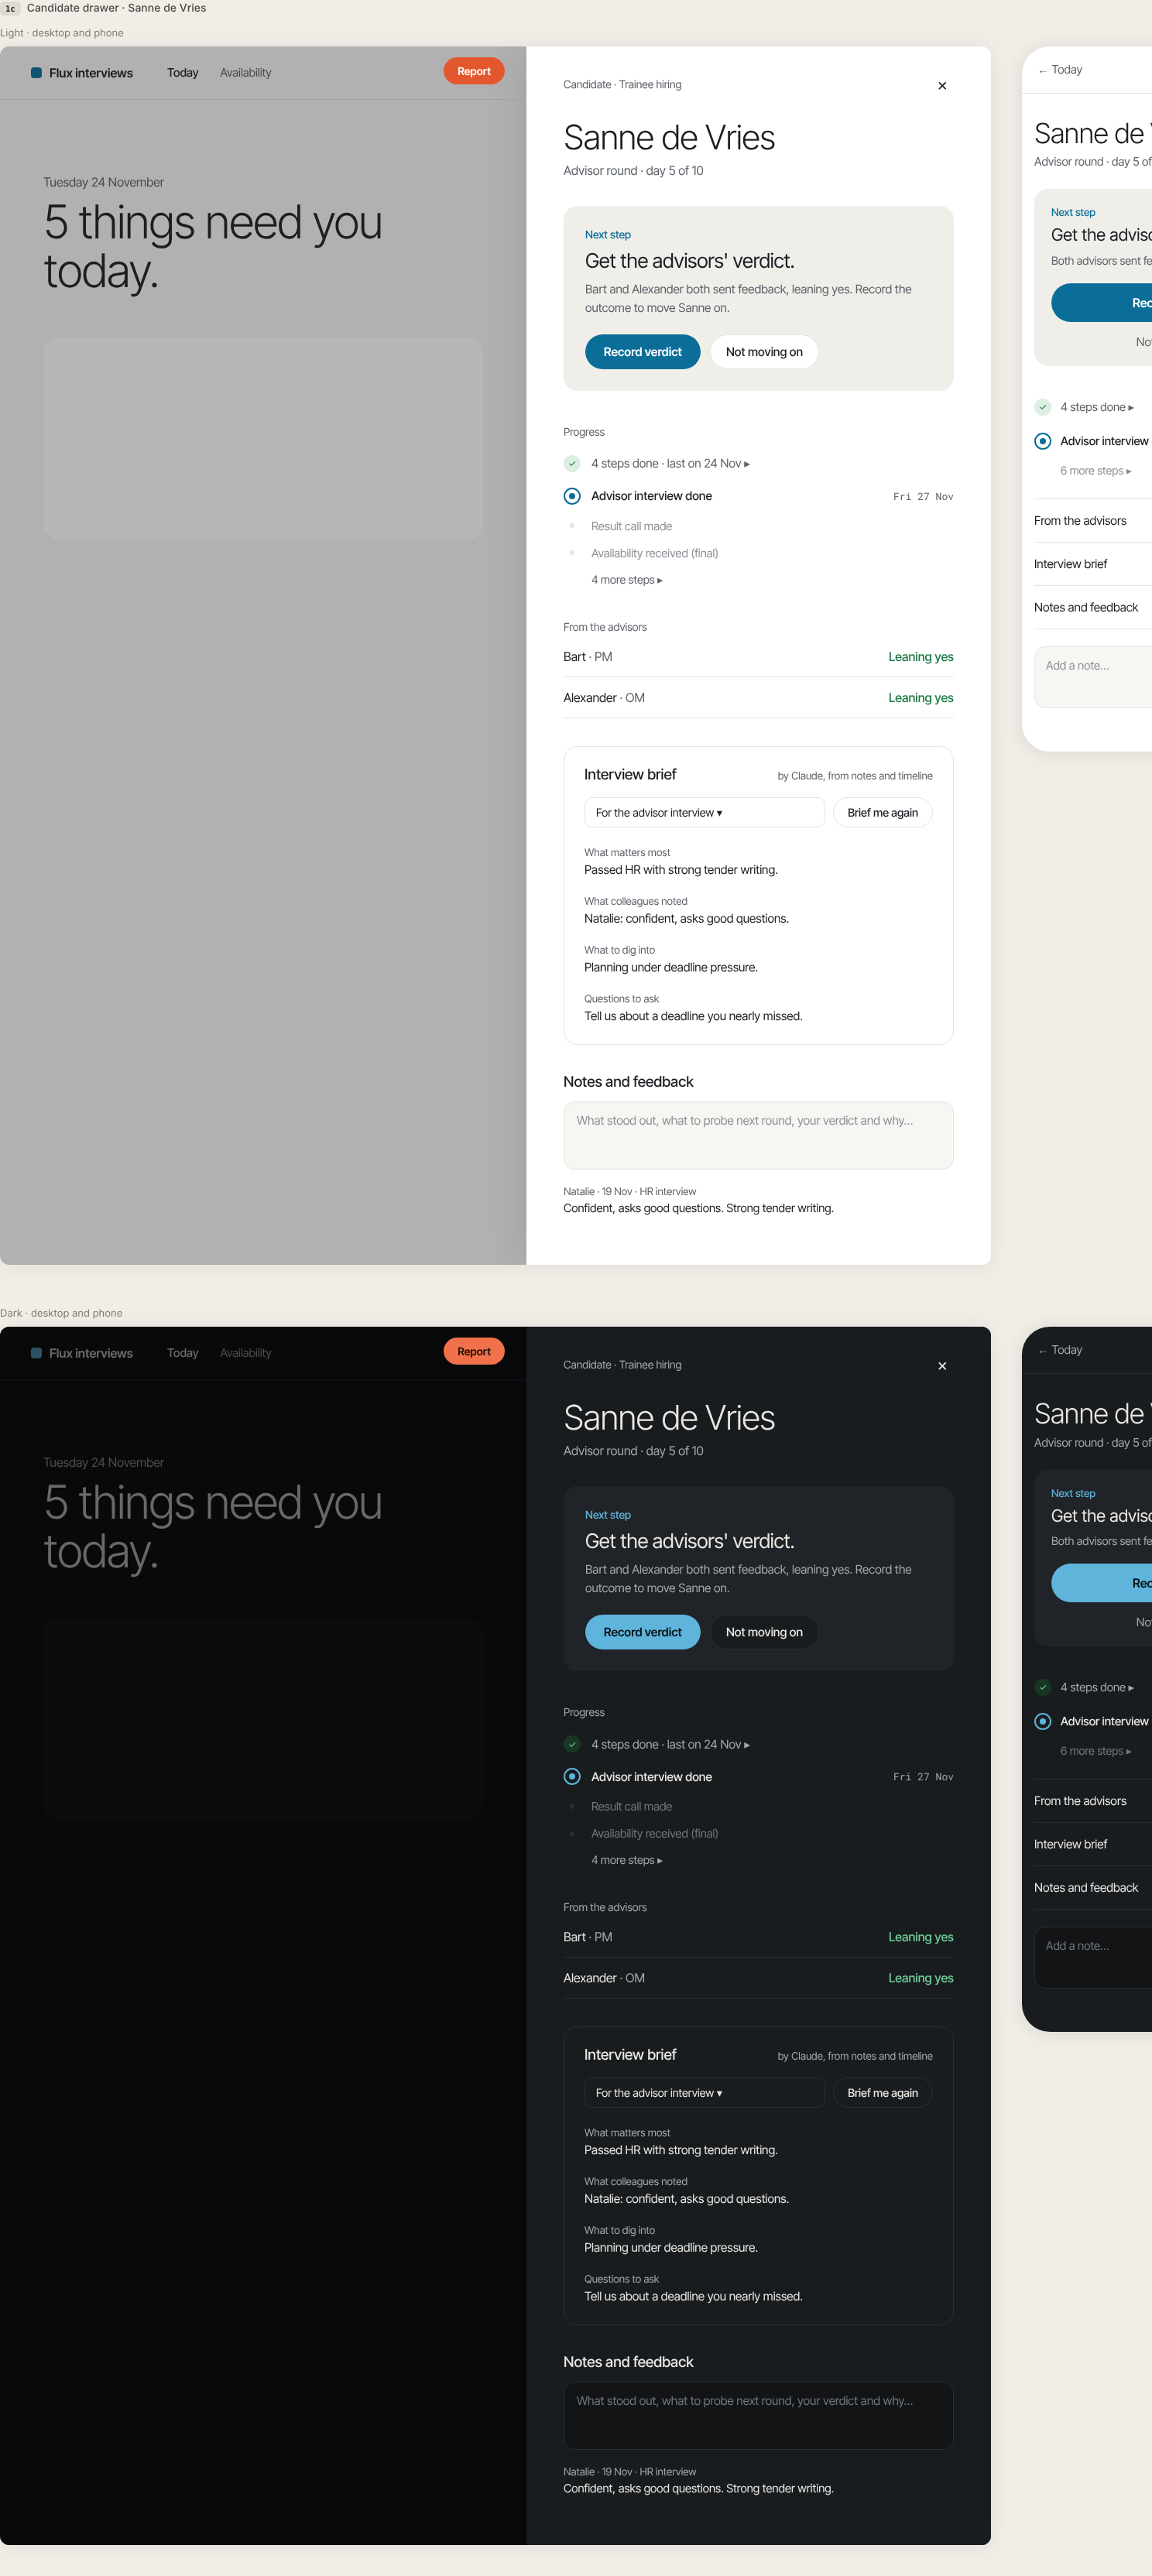 1c Candidate drawer · Sanne de Vries
Light · desktop and phone
Flux interviews Today Availability Report
Tuesday 24 November
5 things need you
today.
Candidate · Trainee hiring ✕
Sanne de Vries
Advisor round · day 5 of 10
Next step
Get the advisors' verdict.
Bart and Alexander both sent feedback, leaning yes. Record the
outcome to move Sanne on.
Record verdict Not moving on
Progress
4 steps done · last on 24 Nov ▸
Advisor interview done Fri 27 Nov
Result call made
Availability received (final)
4 more steps ▸
From the advisors
Bart · PM Leaning yes
Alexander · OM Leaning yes
Interview brief by Claude, from notes and timeline
For the advisor interview ▾ Brief me again
What matters most
Passed HR with strong tender writing.
What colleagues noted
Natalie: confident, asks good questions.
What to dig into
Planning under deadline pressure.
Questions to ask
Tell us about a deadline you nearly missed.
Notes and feedback
What stood out, what to probe next round, your verdict and why…
Natalie · 19 Nov · HR interview
Confident, asks good questions. Strong tender writing.
← Today
Sanne de
Advisor round · day 5 of
Next step
Get the
Both advisors sent
4 steps done ▸
Advisor interview
6 more steps ▸
From the advisors
Interview brief
Notes and feedback
Add a note…
Dark · desktop and phone
Flux interviews Today Availability Report
Tuesday 24 November
5 things need you
today.
Candidate · Trainee hiring ✕
Sanne de Vries
Advisor round · day 5 of 10
Next step
Get the advisors' verdict.
Bart and Alexander both sent feedback, leaning yes. Record the
outcome to move Sanne on.
Record verdict Not moving on
Progress
4 steps done · last on 24 Nov ▸
Advisor interview done Fri 27 Nov
Result call made
Availability received (final)
4 more steps ▸
From the advisors
Bart · PM Leaning yes
Alexander · OM Leaning yes
Interview brief by Claude, from notes and timeline
For the advisor interview ▾ Brief me again
What matters most
Passed HR with strong tender writing.
What colleagues noted
Natalie: confident, asks good questions.
What to dig into
Planning under deadline pressure.
Questions to ask
Tell us about a deadline you nearly missed.
Notes and feedback
What stood out, what to probe next round, your verdict and why…
Natalie · 19 Nov · HR interview
Confident, asks good questions. Strong tender writing.
← Today
Sanne de
Advisor round · day 5 of
Next step
Get the
Both advisors sent
4 steps done ▸
Advisor interview
6 more steps ▸
From the advisors
Interview brief
Notes and feedback
Add a note…